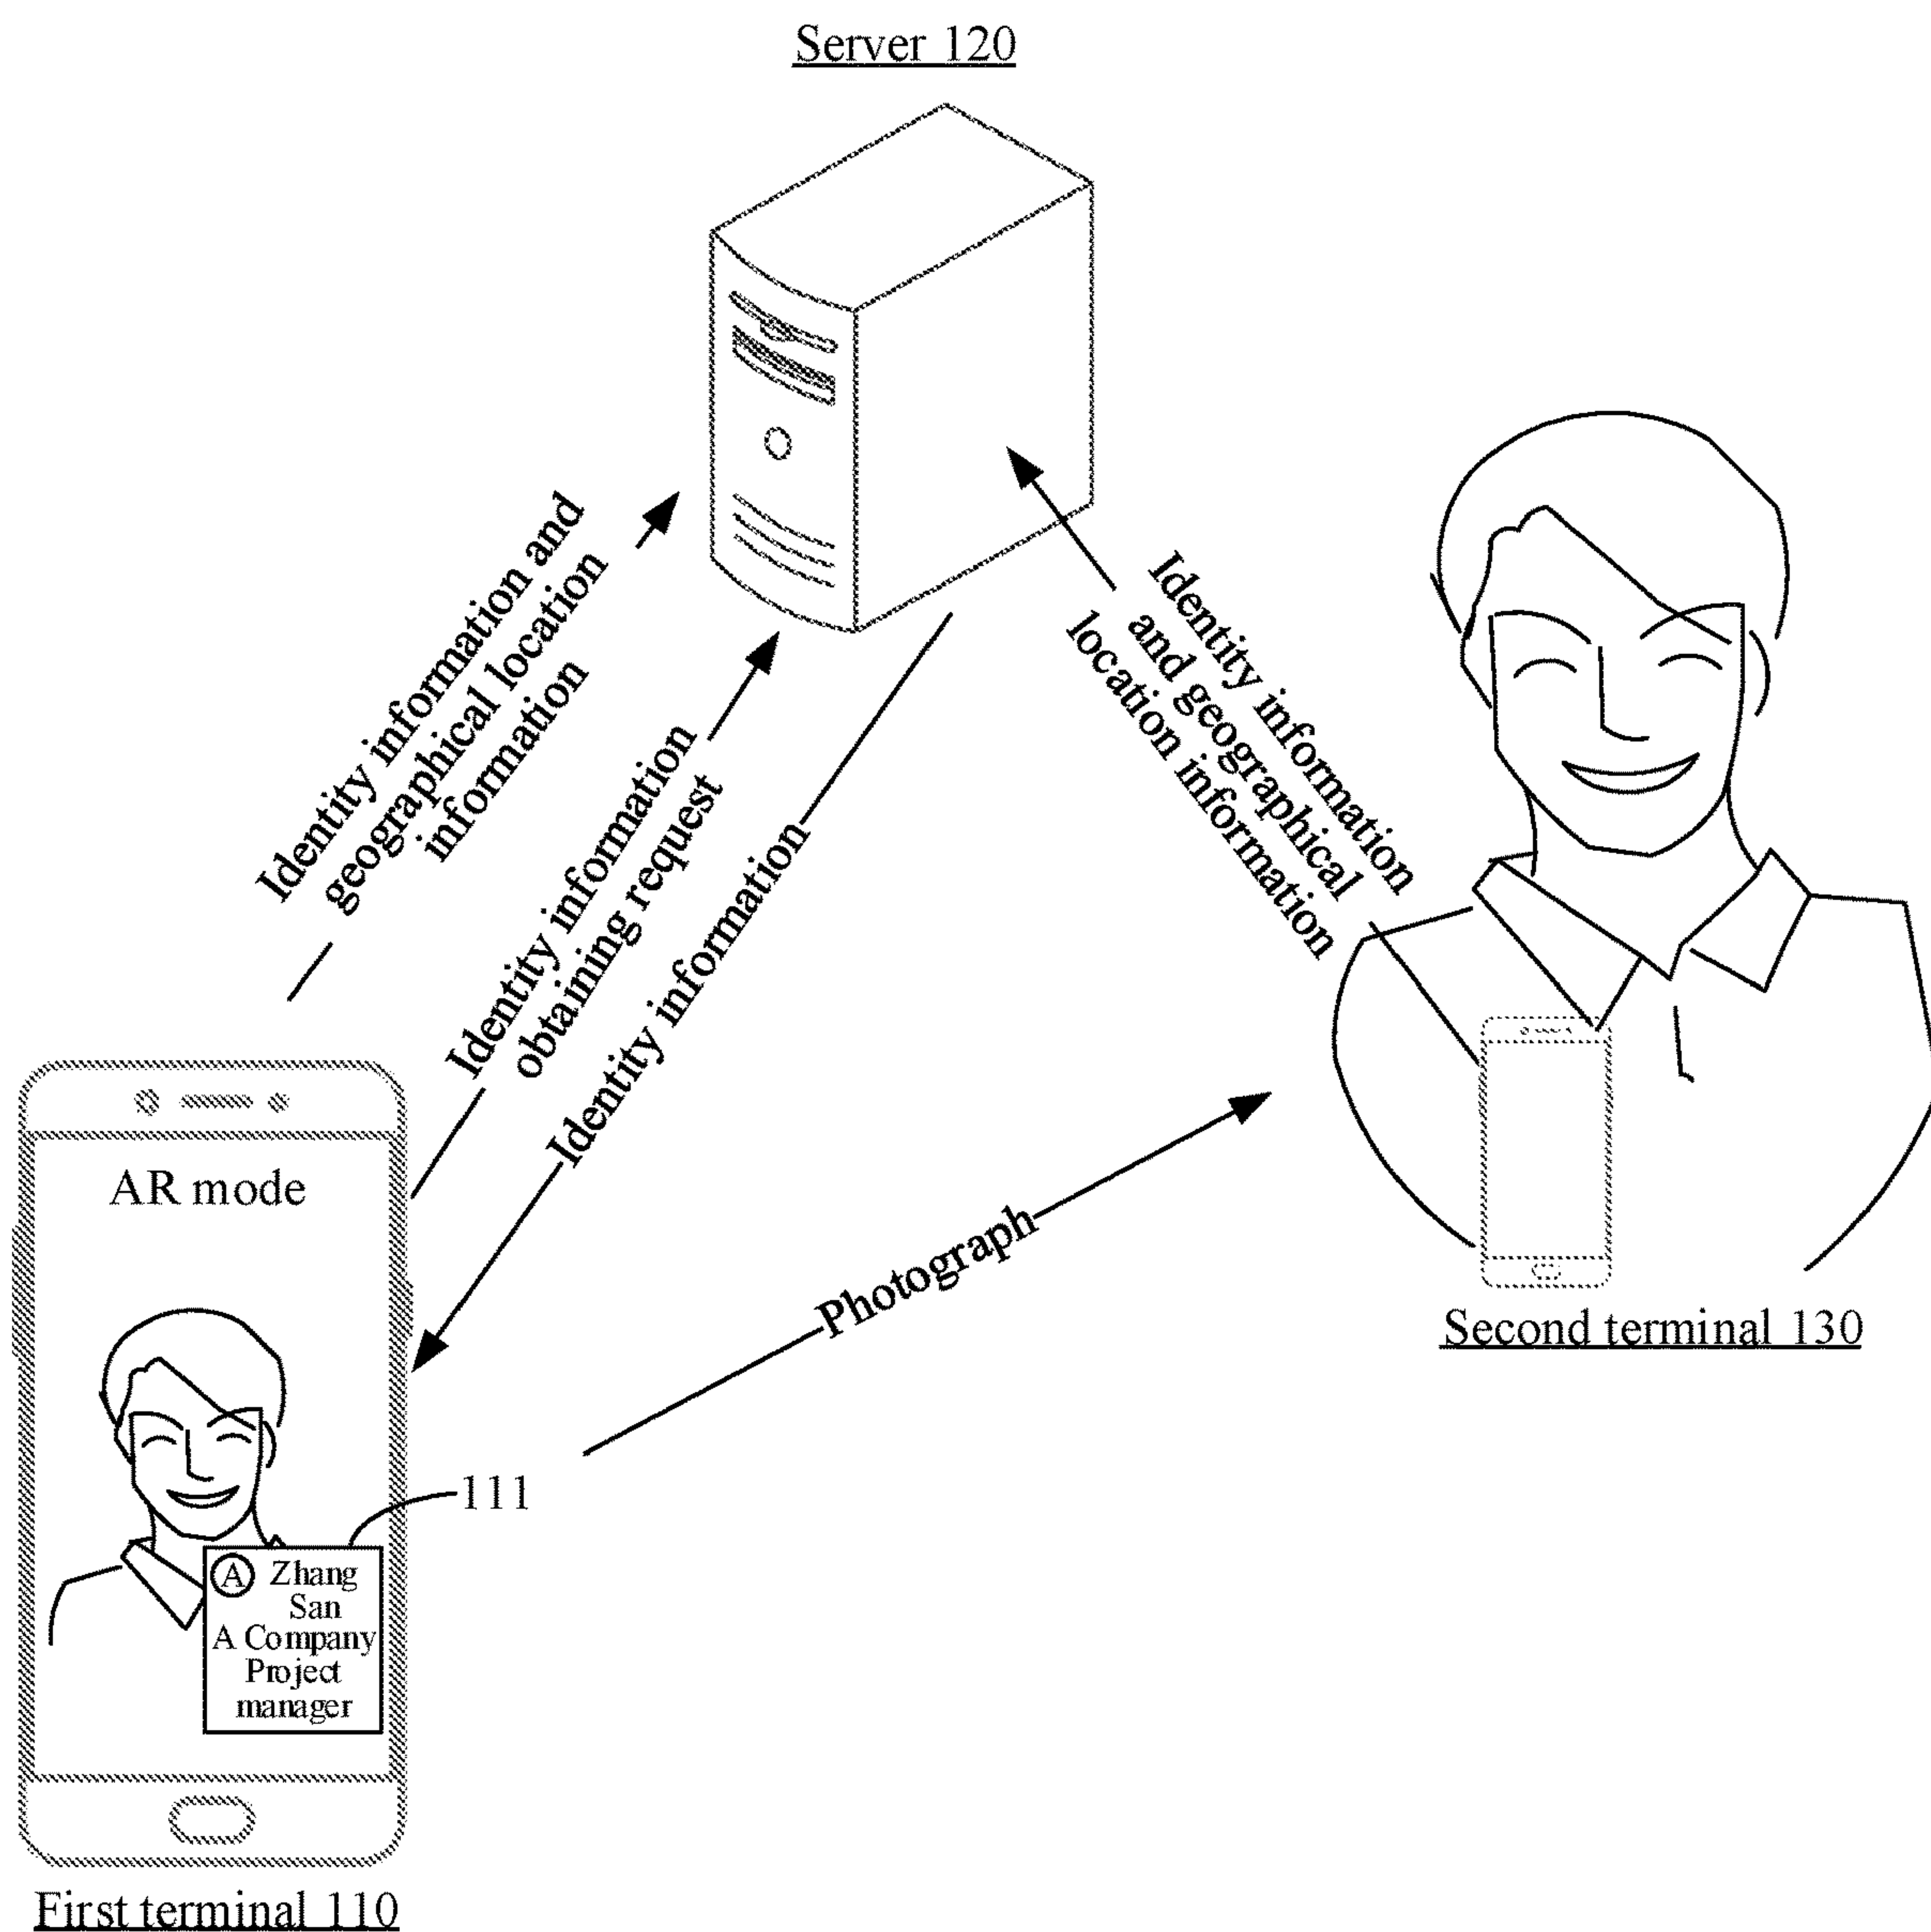 Server 120
Identity information and
geographical location
information
Identity information
obtaining request
Identity information
Identity information
and geographical
location information
Photograph
AR mode
111
A Zhang
San
A Company
Project
manager
Second terminal 130
First terminal 110